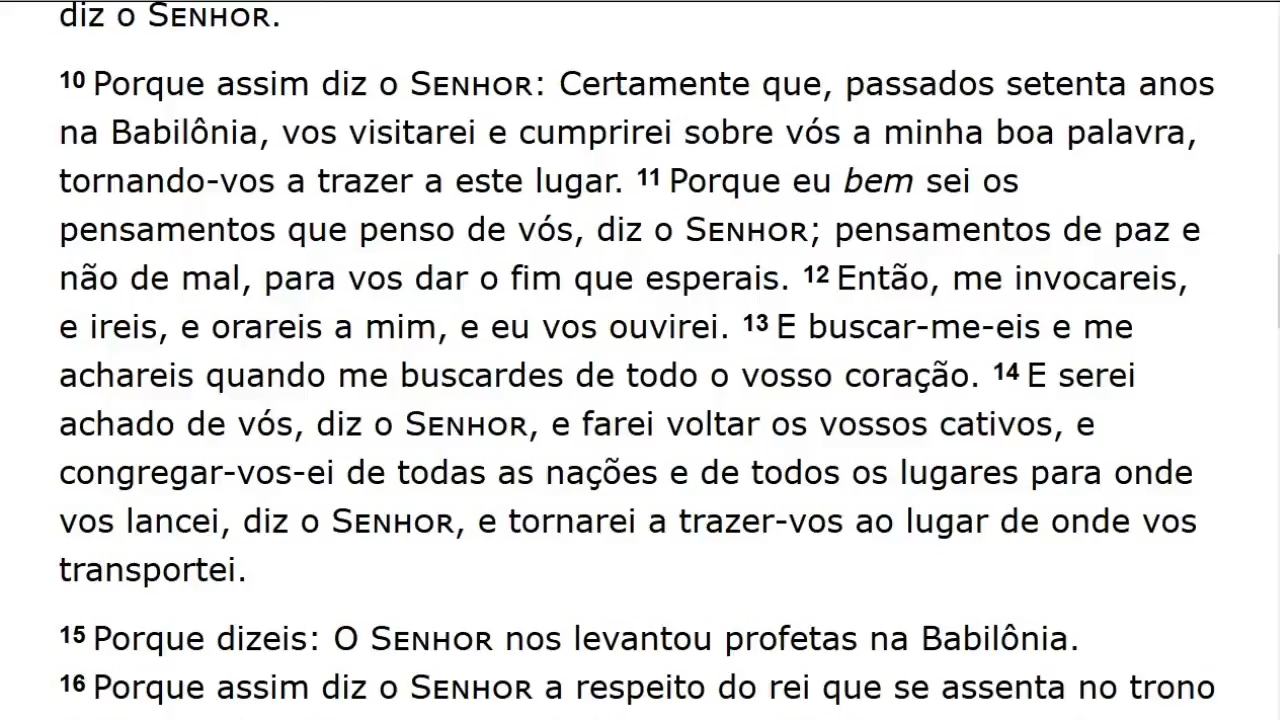 diz o SENHOR.
10 Porque assim diz o SENHOR: Certamente que, passados setenta anos
na Babilônia, vos visitarei e cumprirei sobre vós a minha boa palavra,
tornando-vos a trazer a este lugar. 11 Porque eu bem sei os
pensamentos que penso de vós, diz o SENHOR; pensamentos de paz e
não de mal, para vos dar o fim que esperais. 12 Então, me invocareis,
e ireis, e orareis a mim, e eu vos ouvirei. 13 E buscar-me-eis e me
achareis quando me buscardes de todo o vosso coração. 14 E serei
achado de vós, diz o SENHOR, e farei voltar os vossos cativos, e
congregar-vos-ei de todas as nações e de todos os lugares para onde
vos lancei, diz o SENHOR, e tornarei a trazer-vos ao lugar de onde vos
transportei.
15 Porque dizeis: O SENHOR nos levantou profetas na Babilônia.
16 Porque assim diz o SENHOR a respeito do rei que se assenta no trono